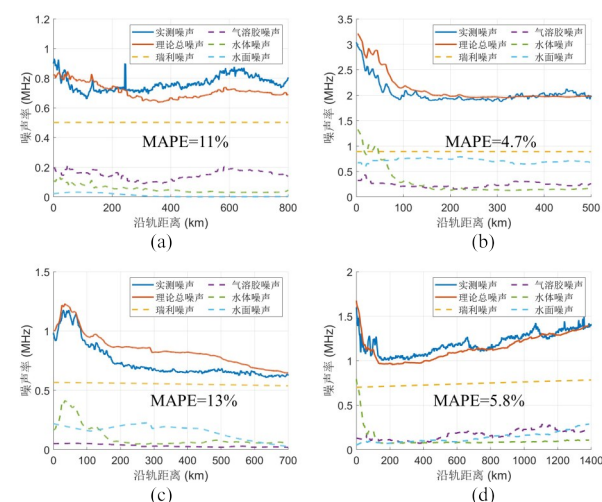 (a)
1.2
1
0.8
0.6
0.4
0.2
0
噪声率 (MHz)
实测噪声 气溶胶噪声
理论总噪声 水体噪声
瑞利噪声 水面噪声
MAPE=11%
0 200 400 600 800
沿轨距离 (km)
(b)
3.5
3
2.5
2
1.5
1
0.5
0
噪声率 (MHz)
实测噪声 气溶胶噪声
理论总噪声 水体噪声
瑞利噪声 水面噪声
MAPE=4.7%
0 100 200 300 400 500
沿轨距离 (km)
(c)
1.5
1
0.5
0
噪声率 (MHz)
实测噪声 气溶胶噪声
理论总噪声 水体噪声
瑞利噪声 水面噪声
MAPE=13%
0 100 200 300 400 500 600 700
沿轨距离 (km)
(d)
2
1.5
1
0.5
0
噪声率 (MHz)
实测噪声 气溶胶噪声
理论总噪声 水体噪声
瑞利噪声 水面噪声
MAPE=5.8%
0 200 400 600 800 1000 1200 1400
沿轨距离 (km)